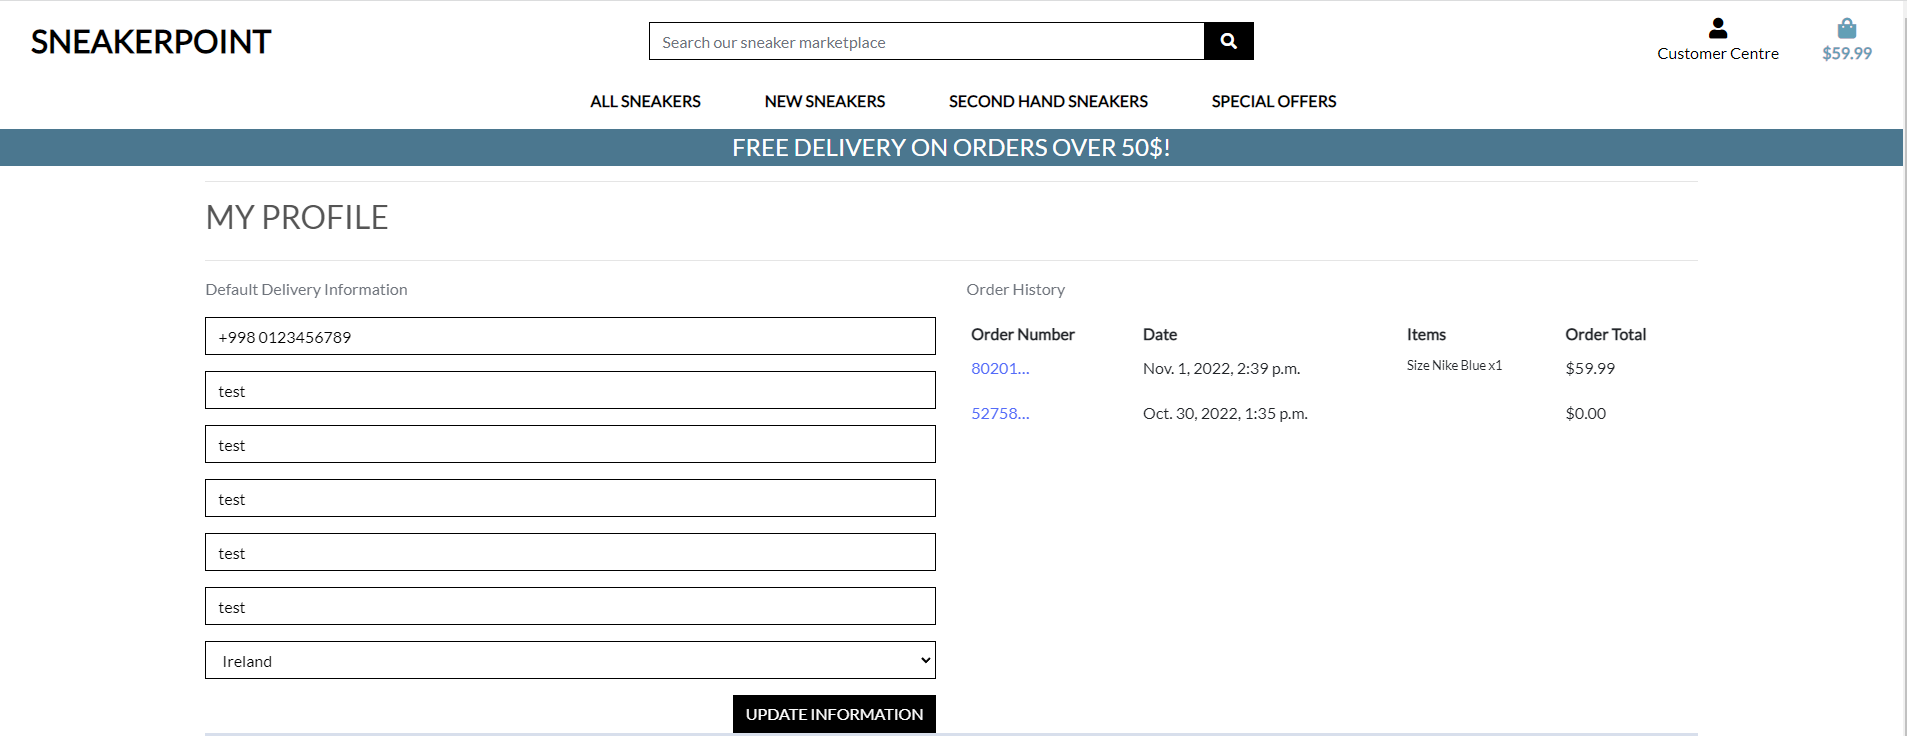 SNEAKERPOINT
Search our sneaker marketplace
Customer Centre
$59.99
ALL SNEAKERS NEW SNEAKERS SECOND HAND SNEAKERS SPECIAL OFFERS
FREE DELIVERY ON ORDERS OVER 50$!
MY PROFILE
Default Delivery Information
+998 0123456789
test
test
test
test
test
Ireland
UPDATE INFORMATION
Order History
Order Number Date Items Order Total
80201... Nov. 1, 2022, 2:39 p.m. Size Nike Blue x1 $59.99
52758... Oct. 30, 2022, 1:35 p.m. $0.00